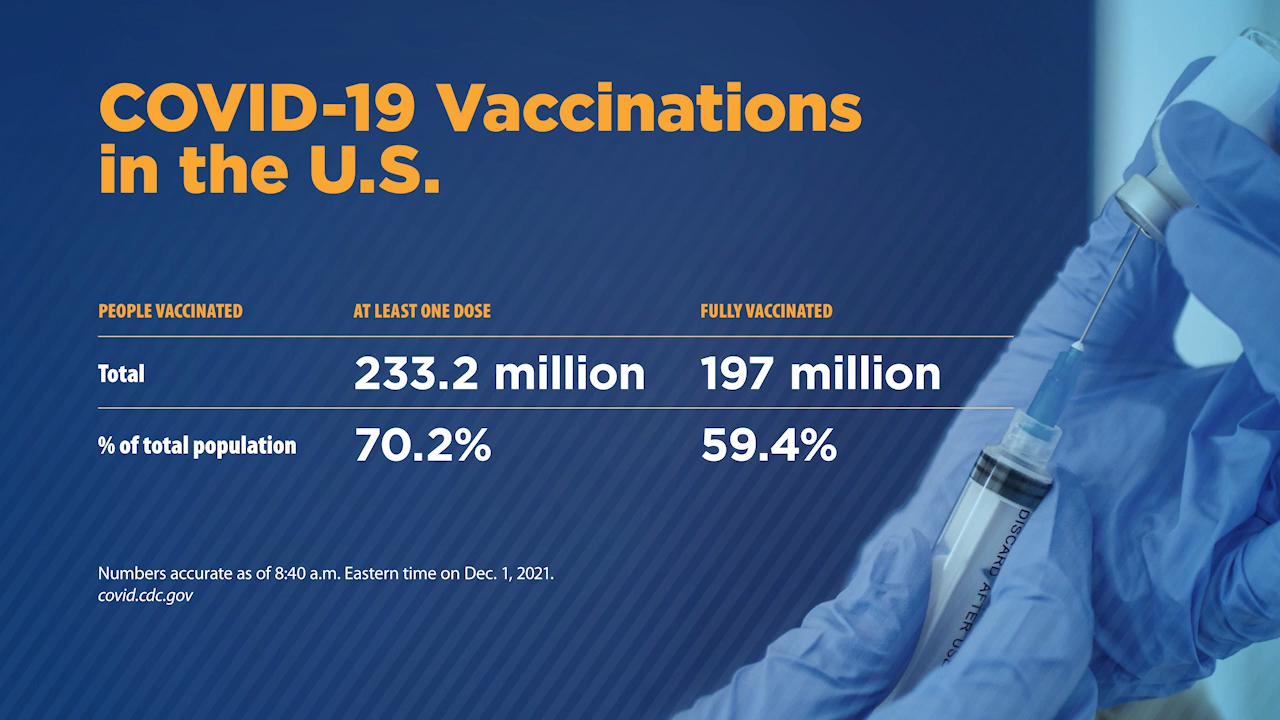 COVID-19 Vaccinations
in the U.S.
PEOPLE VACCINATED AT LEAST ONE DOSE FULLY VACCINATED
Total 233.2 million 197 million
% of total population 70.2% 59.4%
Numbers accurate as of 8:40 a.m. Eastern time on Dec. 1, 2021.
covid.cdc.gov
DISCARD AFTER USE